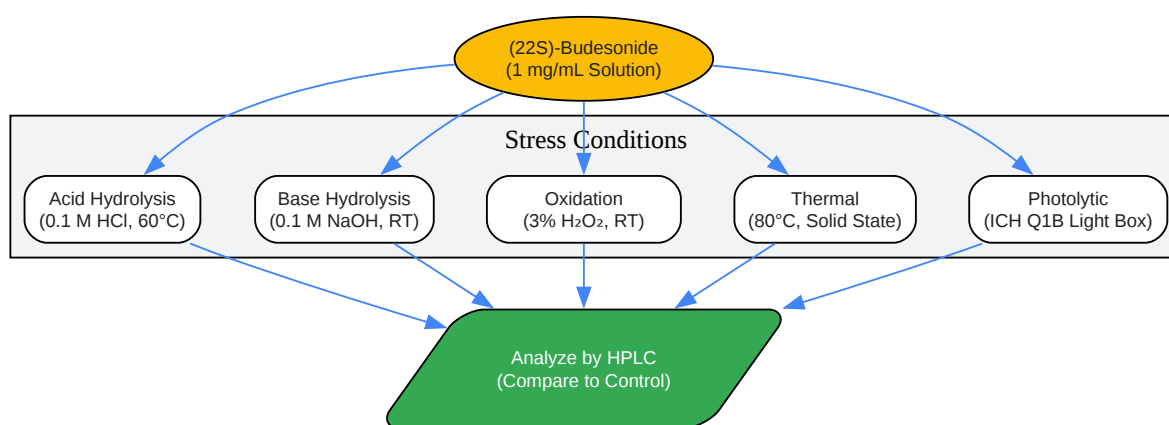 (22S)-Budesonide
(1 mg/mL Solution)
Stress Conditions
Acid Hydrolysis
(0.1 M HCl, 60°C)
Base Hydrolysis
(0.1 M NaOH, RT)
Oxidation
(3% H₂O₂, RT)
Thermal
(80°C, Solid State)
Photolytic
(ICH Q1B Light Box)
Analyze by HPLC
(Compare to Control)